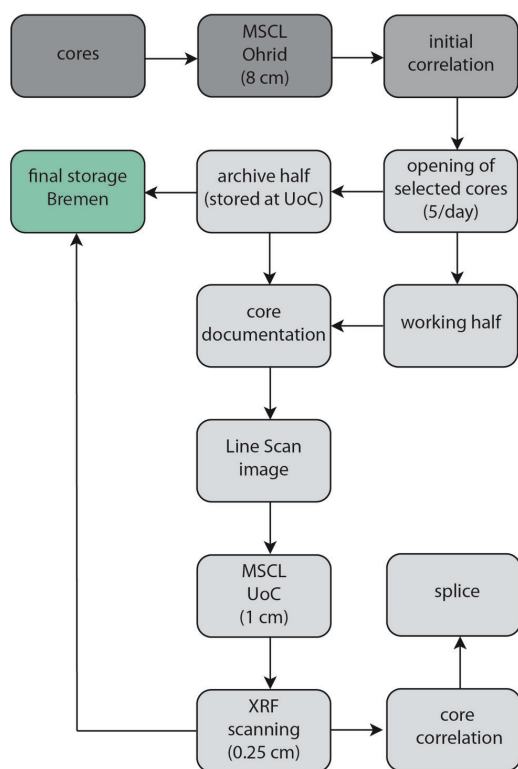 cores
MSCL
Ohrid
(8 cm)
initial
correlation
final storage
Bremen
archive half
(stored at UoC)
opening of
selected cores
(5/day)
core
documentation
working half
Line Scan
image
MSCL
UoC
(1 cm)
splice
XRF
scanning
(0.25 cm)
core
correlation